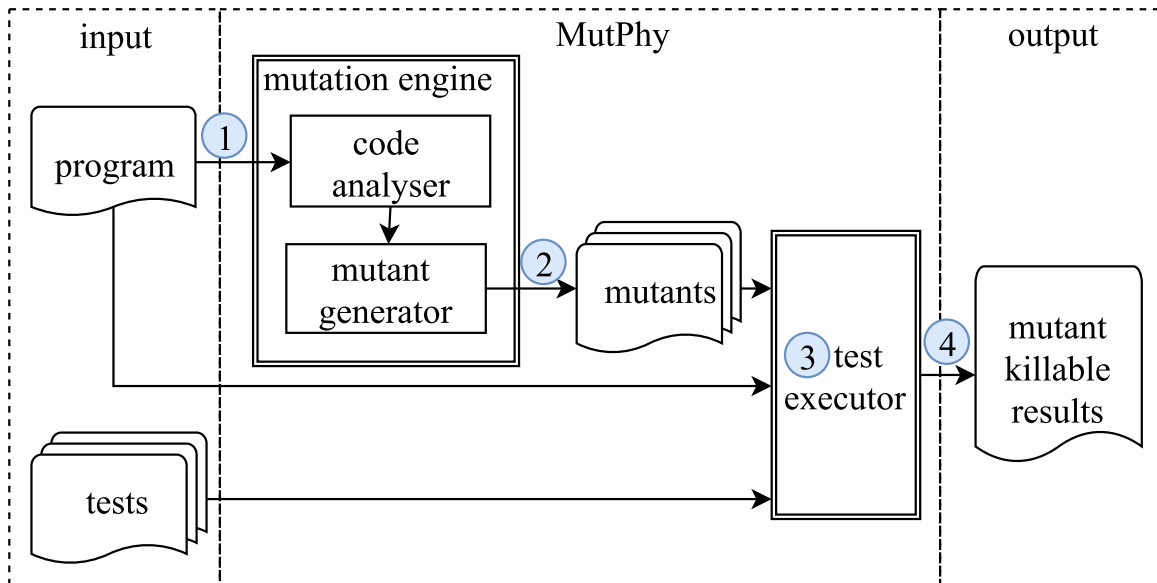 input
MutPhy
output
mutation engine
program
1
code
analyser
mutant
generator
2
mutants
3
test
executor
4
mutant
killable
results
tests